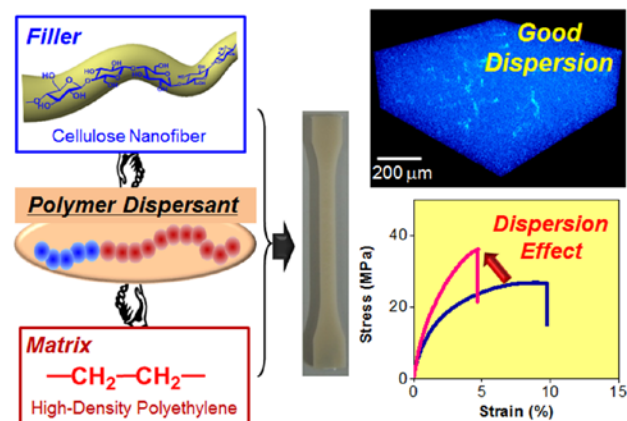 Filler
Cellulose Nanofiber
Polymer Dispersant
Matrix
—CH2—CH2—
High-Density Polyethylene
Good
Dispersion
200 μm
Dispersion
Effect
Stress (MPa)
40
20
0
0 5 10 15
Strain (%)